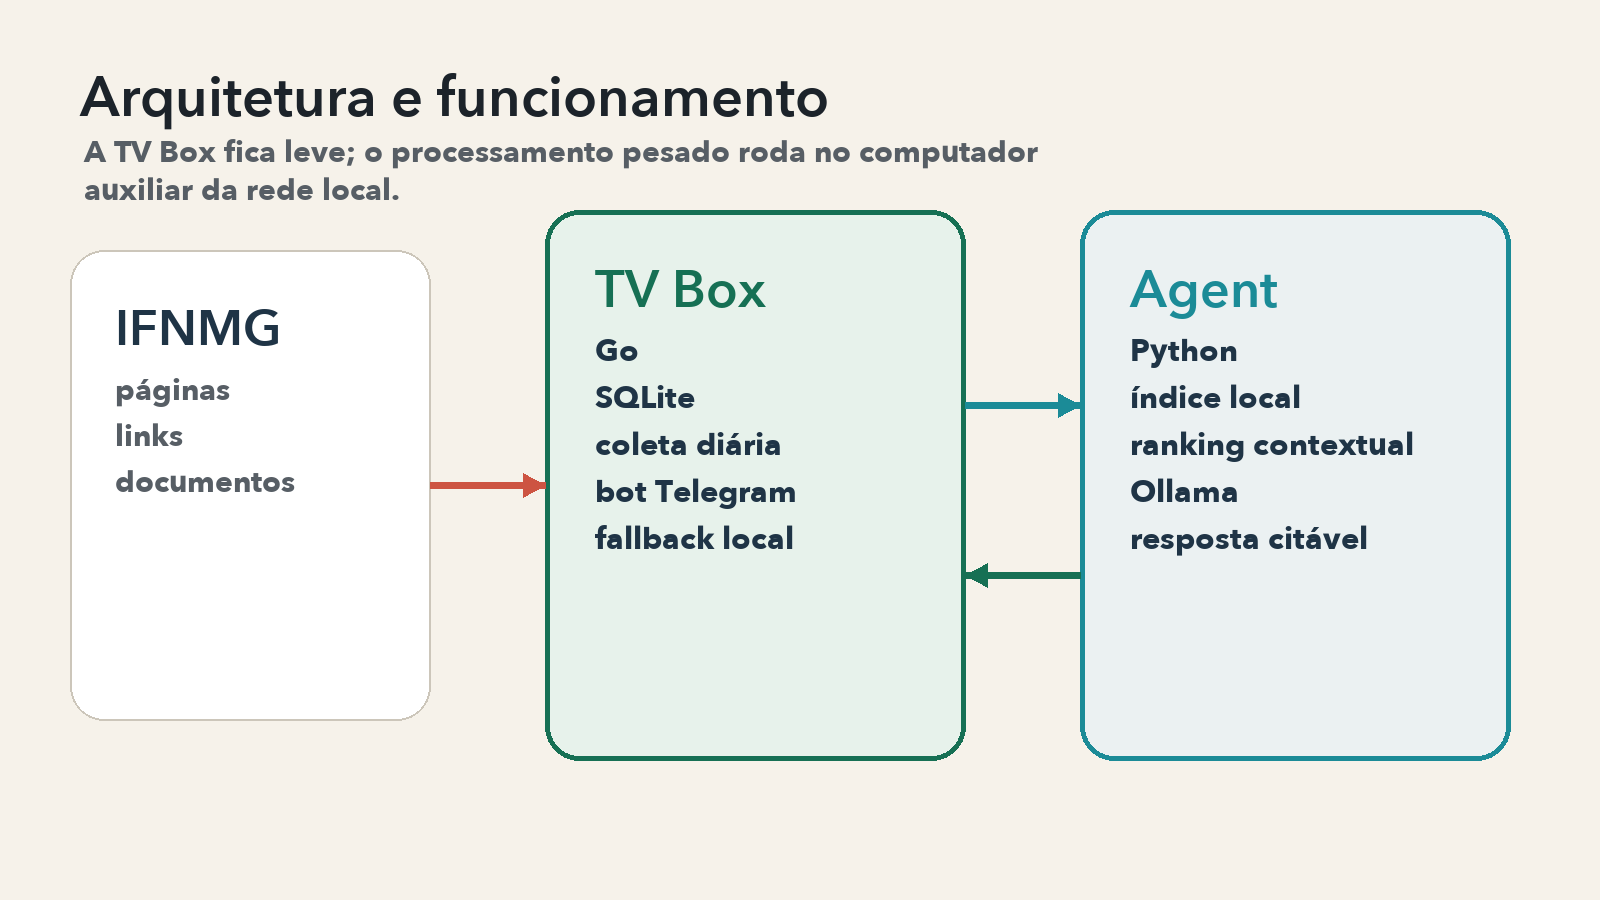 Arquitetura e funcionamento
A TV Box fica leve; o processamento pesado roda no computador
auxiliar da rede local.
IFNMG
páginas
links
documentos
TV Box
Go
SQLite
coleta diária
bot Telegram
fallback local
Agent
Python
índice local
ranking contextual
Ollama
resposta citável